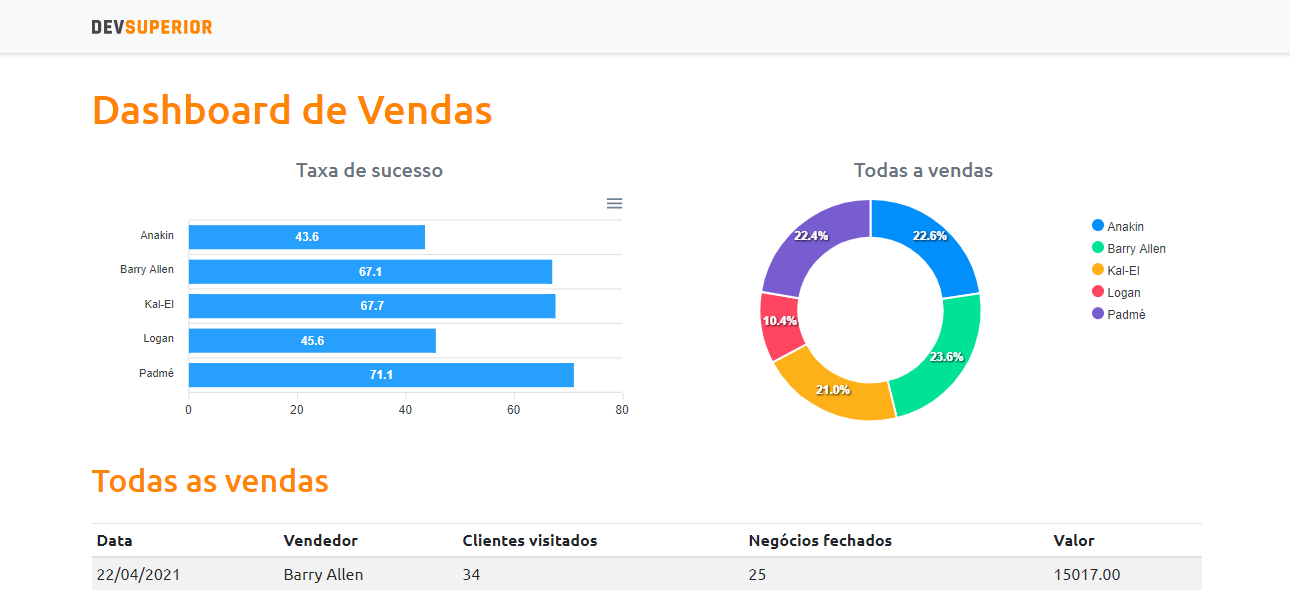 DEVSUPERIOR
Dashboard de Vendas
Taxa de sucesso
Anakin 43.6
Barry Allen 67.1
Kal-El 67.7
Logan 45.6
Padmé 71.1
0 20 40 60 80
Todas a vendas
22.4% 22.6%
10.4%
23.6%
21.0%
Anakin
Barry Allen
Kal-El
Logan
Padmé
Todas as vendas
Data Vendedor Clientes visitados Negócios fechados Valor
22/04/2021 Barry Allen 34 25 15017.00